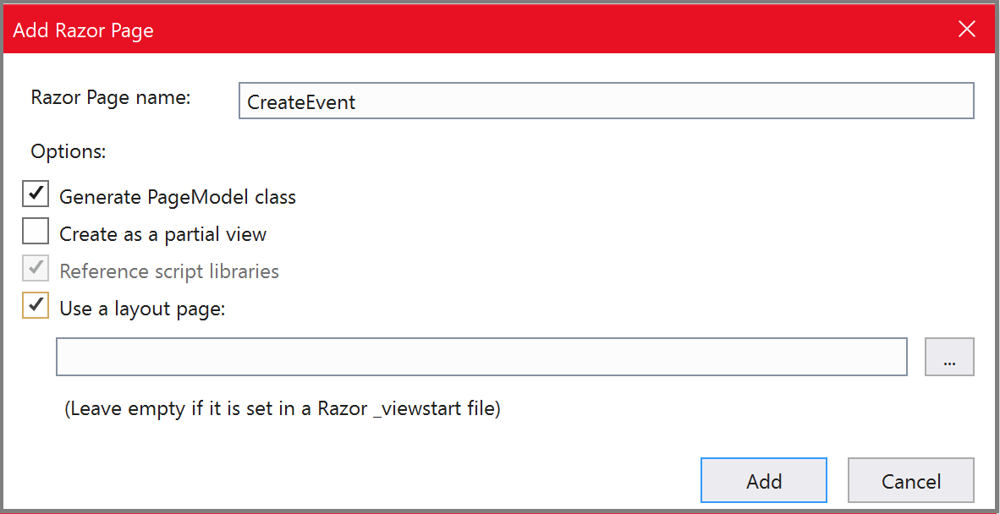 Add Razor Page
Razor Page name:
CreateEvent
Options:
Generate PageModel class
Create as a partial view
Reference script libraries
Use a layout page:
...
(Leave empty if it is set in a Razor _viewstart file)
Add
Cancel